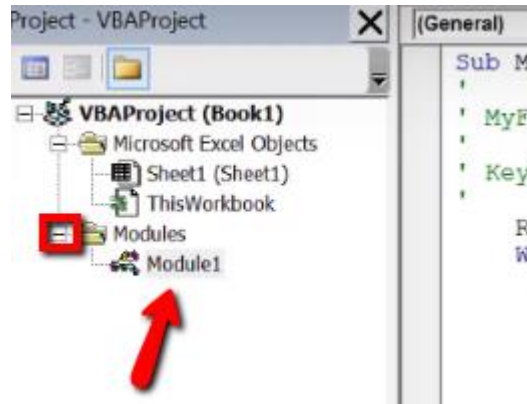 Project - VBAProject
(General)
VBAProject (Book1)
Microsoft Excel Objects
Sheet1 (Sheet1)
ThisWorkbook
Modules
Module1
Sub M
' MyF
' Key
R
W